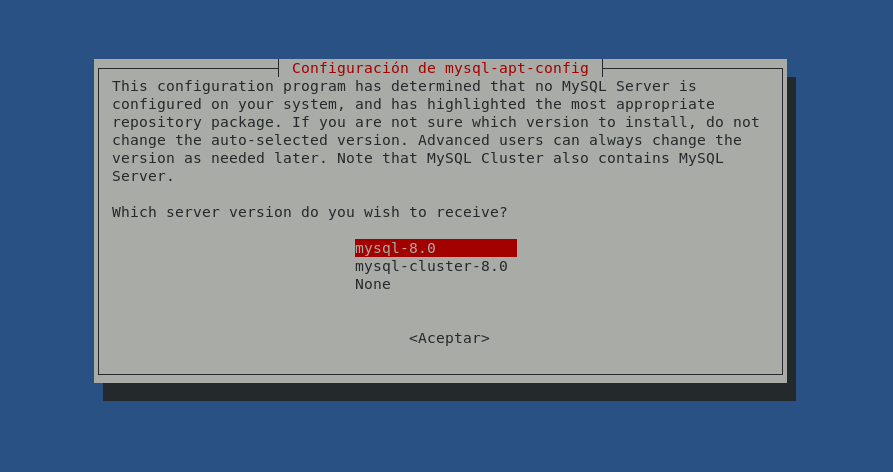 Configuración de mysql-apt-config
This configuration program has determined that no MySQL Server is
configured on your system, and has highlighted the most appropriate
repository package. If you are not sure which version to install, do not
change the auto-selected version. Advanced users can always change the
version as needed later. Note that MySQL Cluster also contains MySQL
Server.
Which server version do you wish to receive?
mysql-8.0
mysql-cluster-8.0
None
<Aceptar>